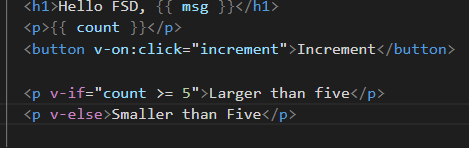 <h1>Hello FSD, {{ msg }}</h1>
<p>{{ count }}</p>
<button v-on:click="increment">Increment</button>
<p v-if="count >= 5">Larger than five</p>
<p v-else>Smaller than Five</p>